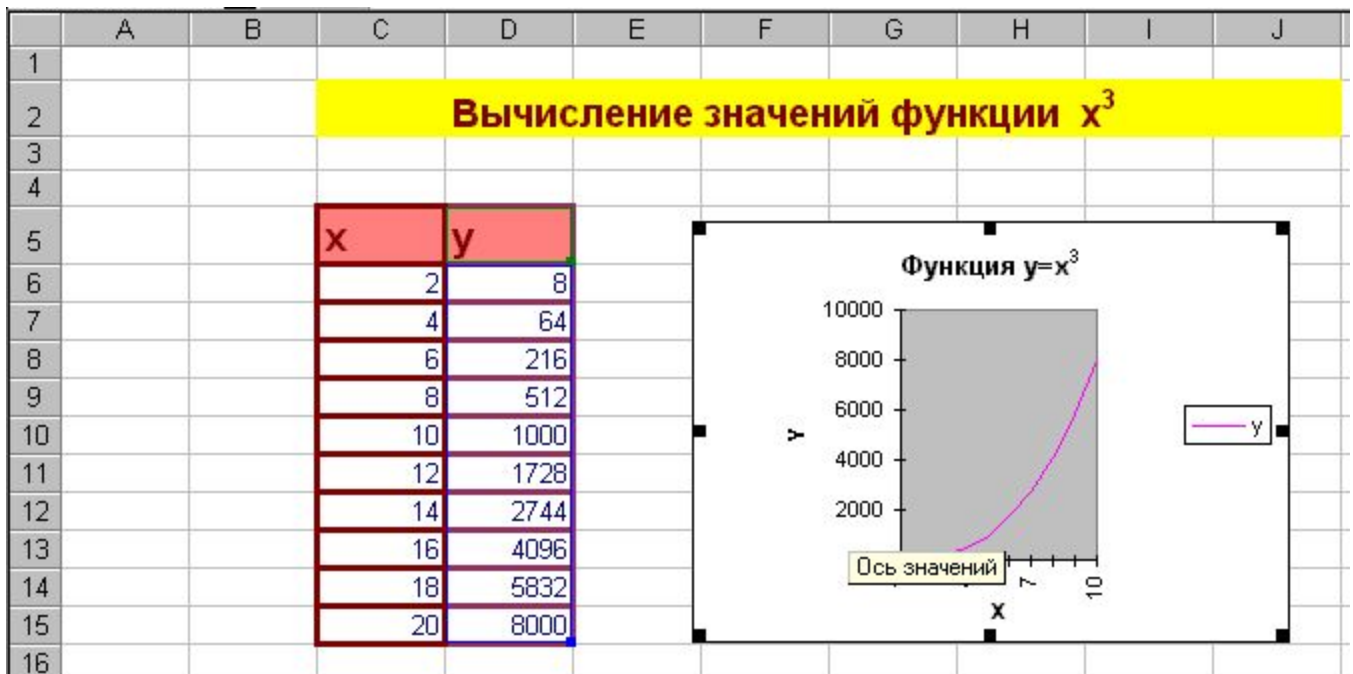 A B C D E F G H I J
1
2 Вычисление значений функции x³
3
4
5 x y
6 2 8
7 4 64
8 6 216
9 8 512
10 10 1000
11 12 1728
12 14 2744
13 16 4096
14 18 5832
15 20 8000
16
Функция y=x³
10000
8000
6000
4000
2000
Y
y
Ось значений
7
10
X